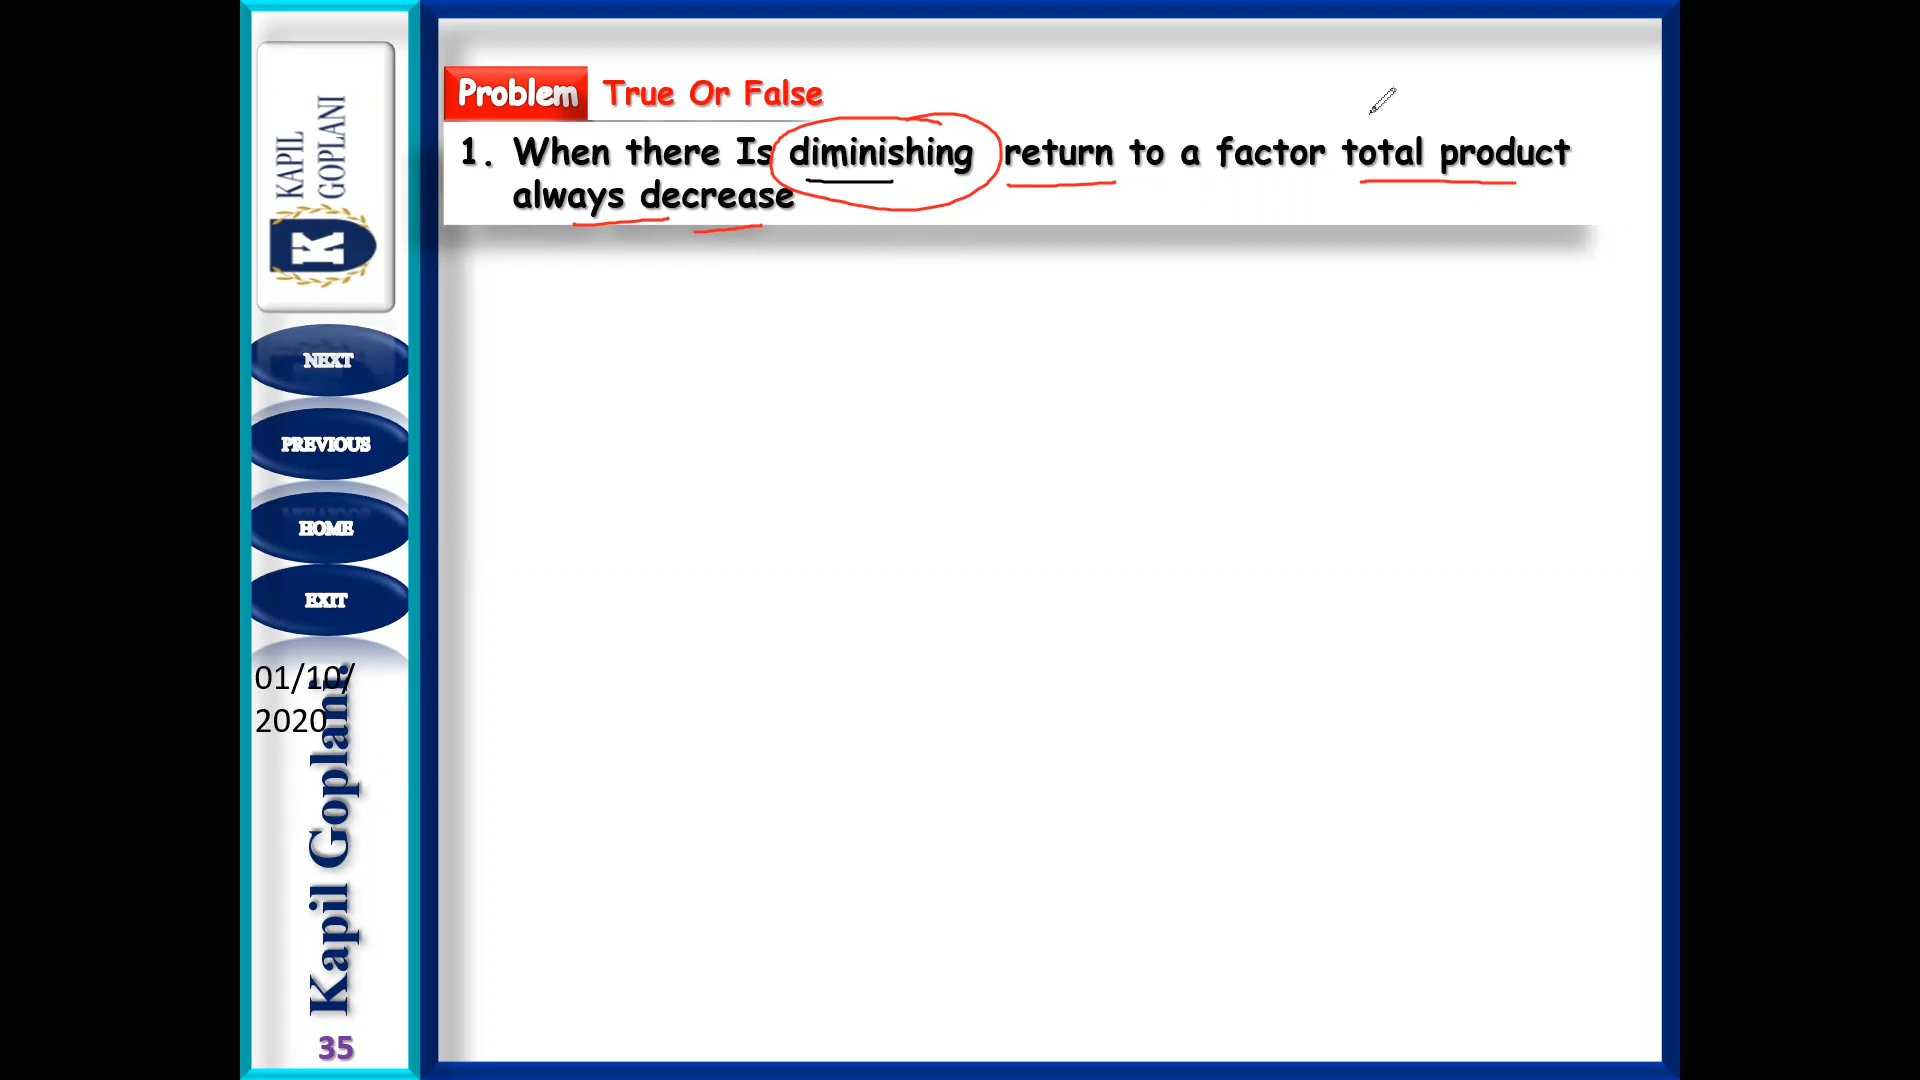 KAPIL
GOPLANI
K
NEXT
PREVIOUS
HOME
EXIT
01/10/
2020
Kapil Goplani.
35
Problem True Or False
1. When there Is diminishing return to a factor total product
always decrease